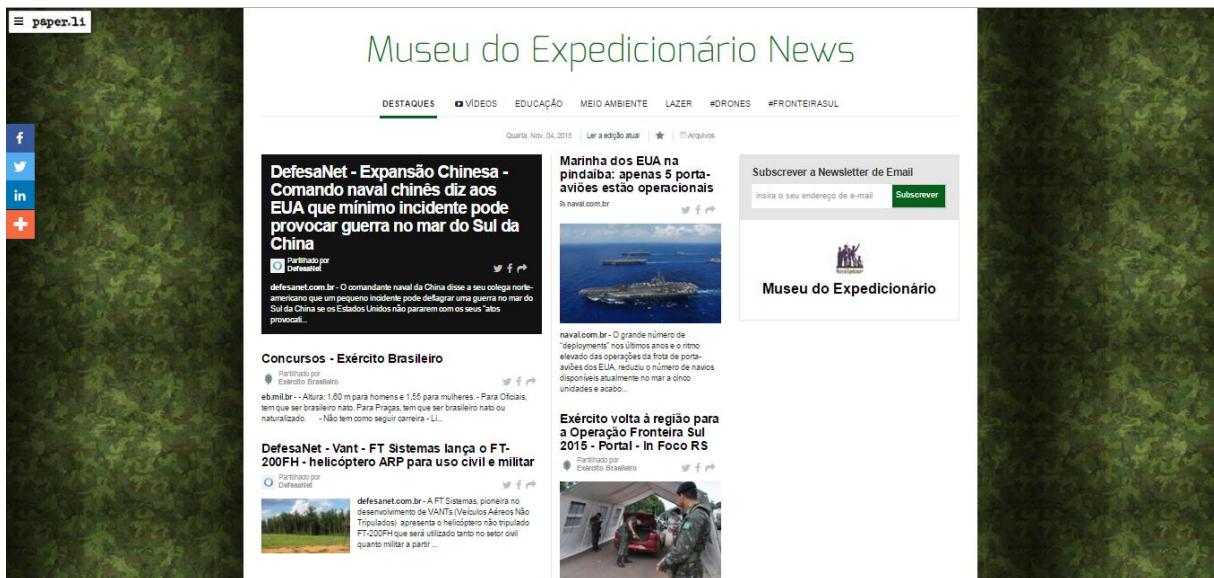 ≡ paper.li
Museu do Expedicionário News
DESTAQUES VÍDEOS EDUCAÇÃO MEIO AMBIENTE LAZER #DRONES #FRONTEIRASUL
Quarta, Nov. 04, 2015 | Ler a edição atual | ★ | Arquivos
DefesaNet - Expansão Chinesa -
Comando naval chinês diz aos
EUA que mínimo incidente pode
provocar guerra no mar do Sul da
China
Partilhado por
DefesaNet
defesanet.com.br - O comandante naval da China disse a seu colega norte-
americano que um pequeno incidente pode deflagrar uma guerra no mar do
Sul da China se os Estados Unidos não pararem com os seus "atos
provocati...
Concursos - Exército Brasileiro
Partilhado por
Exército Brasileiro
eb.mil.br - - Altura: 1,60 m para homens e 1,55 para mulheres. - Para Oficiais,
tem que ser brasileiro nato. Para Praças, tem que ser brasileiro nato ou
naturalizado. - Não tem como seguir carreira - Li...
DefesaNet - Vant - FT Sistemas lança o FT-
200FH - helicóptero ARP para uso civil e militar
Partilhado por
DefesaNet
defesanet.com.br - A FT Sistemas, pioneira no
desenvolvimento de VANTs (Veículos Aéreos Não
Tripulados) apresenta o helicóptero não tripulado
FT-200FH que será utilizado tanto no setor civil
quanto militar a partir ...
Marinha dos EUA na
pindaíba: apenas 5 porta-
aviões estão operacionais
naval.com.br
naval.com.br - O grande número de
"deployments" nos últimos anos e o ritmo
elevado das operações da frota de porta-
aviões dos EUA, reduziu o número de navios
disponíveis atualmente no mar a cinco
unidades e acabo...
Exército volta à região para
a Operação Fronteira Sul
2015 - Portal - In Foco RS
Partilhado por
Exército Brasileiro
Subscrever a Newsletter de Email
insira o seu endereço de e-mail Subscrever
Museu do Expedicionário